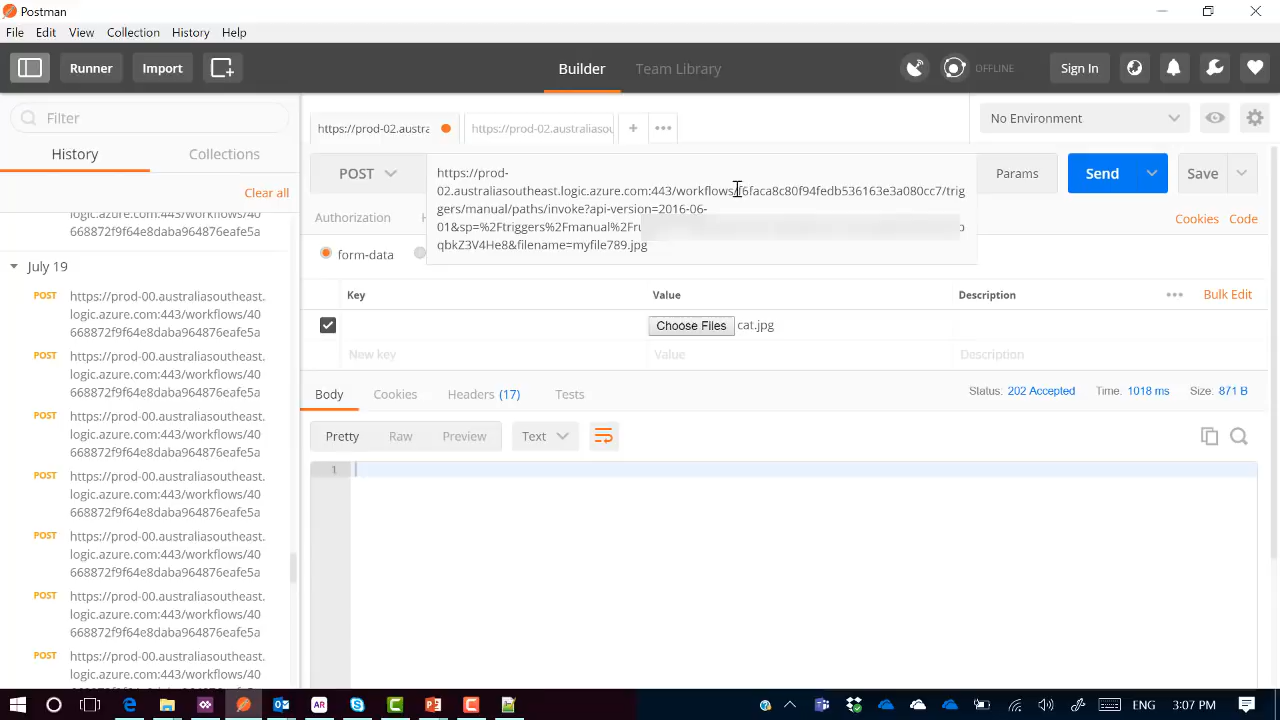 Postman
File Edit View Collection History Help
Runner Import Builder Team Library OFFLINE Sign In
Filter
History Collections
Clear all
668872f9f64e8daba964876eafe5a
July 19
POST https://prod-00.australiasoutheast.
logic.azure.com:443/workflows/40
668872f9f64e8daba964876eafe5a
POST https://prod-00.australiasoutheast.
logic.azure.com:443/workflows/40
668872f9f64e8daba964876eafe5a
POST https://prod-00.australiasoutheast.
logic.azure.com:443/workflows/40
668872f9f64e8daba964876eafe5a
POST https://prod-00.australiasoutheast.
logic.azure.com:443/workflows/40
668872f9f64e8daba964876eafe5a
POST https://prod-00.australiasoutheast.
logic.azure.com:443/workflows/40
668872f9f64e8daba964876eafe5a
POST https://prod-00.australiasoutheast.
logic.azure.com:443/workflows/40
668872f9f64e8daba964876eafe5a
POST https://prod-00.australiasoutheast.
logic.azure.com:443/workflows/40
https://prod-02.austra https://prod-02.australiasou + •••
No Environment
POST
https://prod-
02.australiasoutheast.logic.azure.com:443/workflows/f6faca8c80f94fedb536163e3a080cc7/trig
gers/manual/paths/invoke?api-version=2016-06-
01&sp=%2Ftriggers%2Fmanual%2Fru
qbkZ3V4He8&filename=myfile789.jpg
Params Send Save
Authorization
Cookies Code
form-data
Key Value Description ••• Bulk Edit
Choose Files cat.jpg
New key Value Description
Body Cookies Headers (17) Tests
Status: 202 Accepted Time: 1018 ms Size: 871 B
Pretty Raw Preview Text
1
AR ENG 3:07 PM